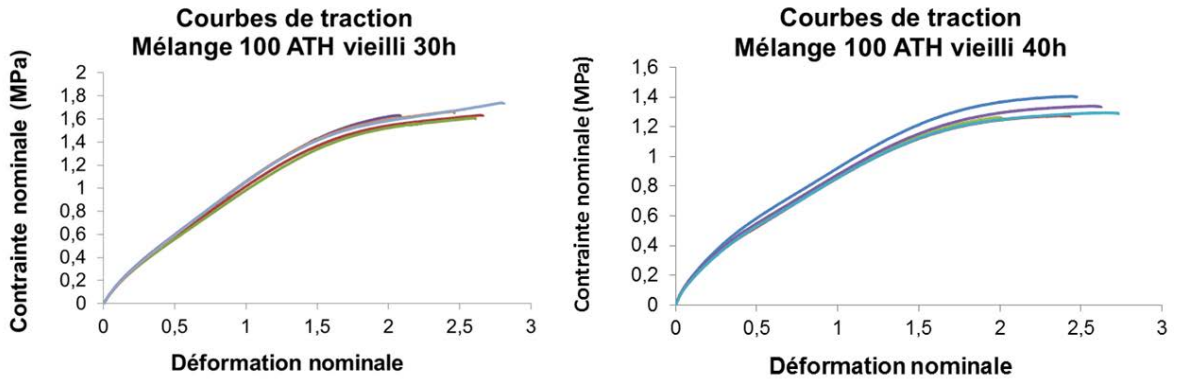 Courbes de traction
Mélange 100 ATH vieilli 30h
Contrainte nominale (MPa)
2
1,8
1,6
1,4
1,2
1
0,8
0,6
0,4
0,2
0
0 0,5 1 1,5 2 2,5 3
Déformation nominale
Courbes de traction
Mélange 100 ATH vieilli 40h
Contrainte nominale (MPa)
1,6
1,4
1,2
1
0,8
0,6
0,4
0,2
0
0 0,5 1 1,5 2 2,5 3
Déformation nominale